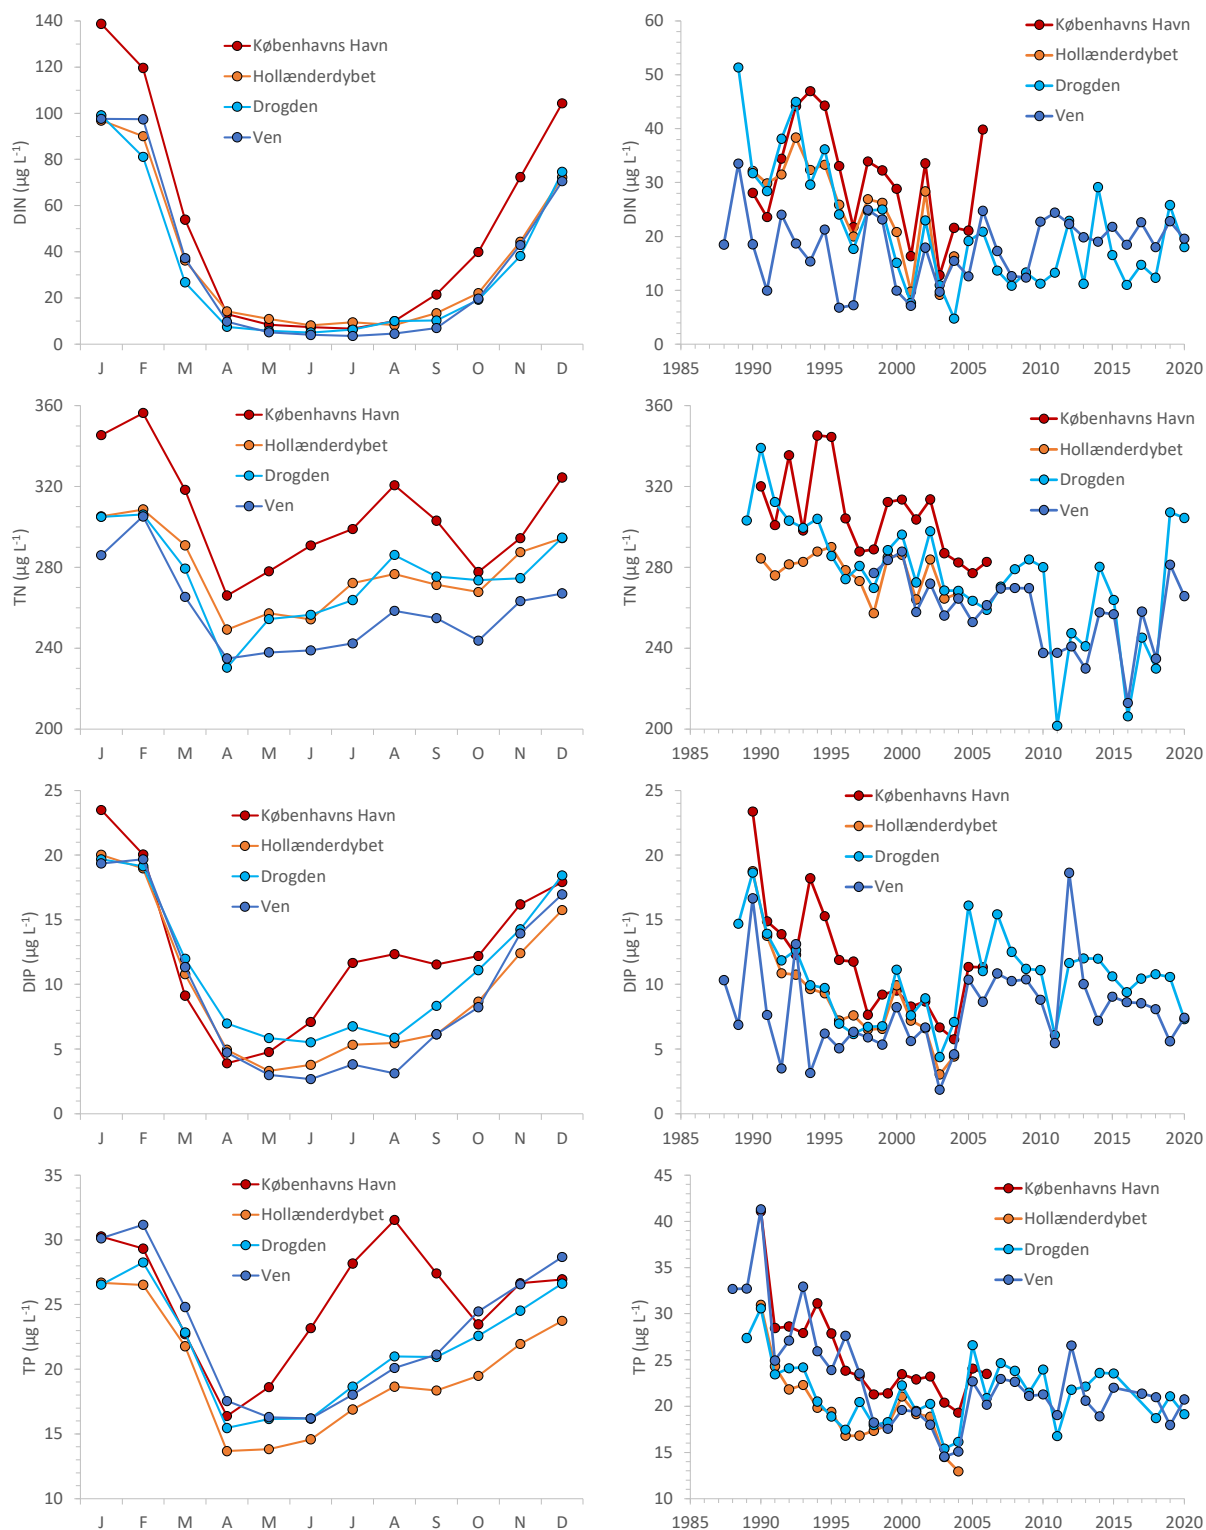 DIN (µg L⁻¹)
140
120
100
80
60
40
20
0
J F M A M J J A S O N D
Københavns Havn
Hollænderdybet
Drogden
Ven
DIN (µg L⁻¹)
60
50
40
30
20
10
0
1985 1990 1995 2000 2005 2010 2015 2020
Københavns Havn
Hollænderdybet
Drogden
Ven
TN (µg L⁻¹)
360
320
280
240
200
J F M A M J J A S O N D
Københavns Havn
Hollænderdybet
Drogden
Ven
TN (µg L⁻¹)
360
320
280
240
200
1985 1990 1995 2000 2005 2010 2015 2020
Københavns Havn
Hollænderdybet
Drogden
Ven
DIP (µg L⁻¹)
25
20
15
10
5
0
J F M A M J J A S O N D
Københavns Havn
Hollænderdybet
Drogden
Ven
DIP (µg L⁻¹)
25
20
15
10
5
0
1985 1990 1995 2000 2005 2010 2015 2020
Københavns Havn
Hollænderdybet
Drogden
Ven
TP (µg L⁻¹)
35
30
25
20
15
10
J F M A M J J A S O N D
Københavns Havn
Hollænderdybet
Drogden
Ven
TP (µg L⁻¹)
45
40
35
30
25
20
15
10
1985 1990 1995 2000 2005 2010 2015 2020
Københavns Havn
Hollænderdybet
Drogden
Ven